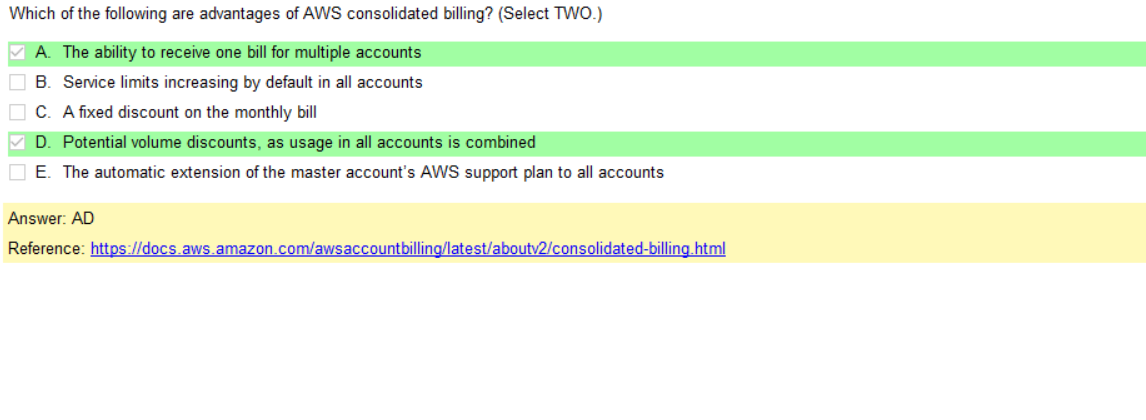 Which of the following are advantages of AWS consolidated billing? (Select TWO.)
A. The ability to receive one bill for multiple accounts
B. Service limits increasing by default in all accounts
C. A fixed discount on the monthly bill
D. Potential volume discounts, as usage in all accounts is combined
E. The automatic extension of the master account's AWS support plan to all accounts
Answer: AD
Reference: https://docs.aws.amazon.com/awsaccountbilling/latest/aboutv2/consolidated-billing.html